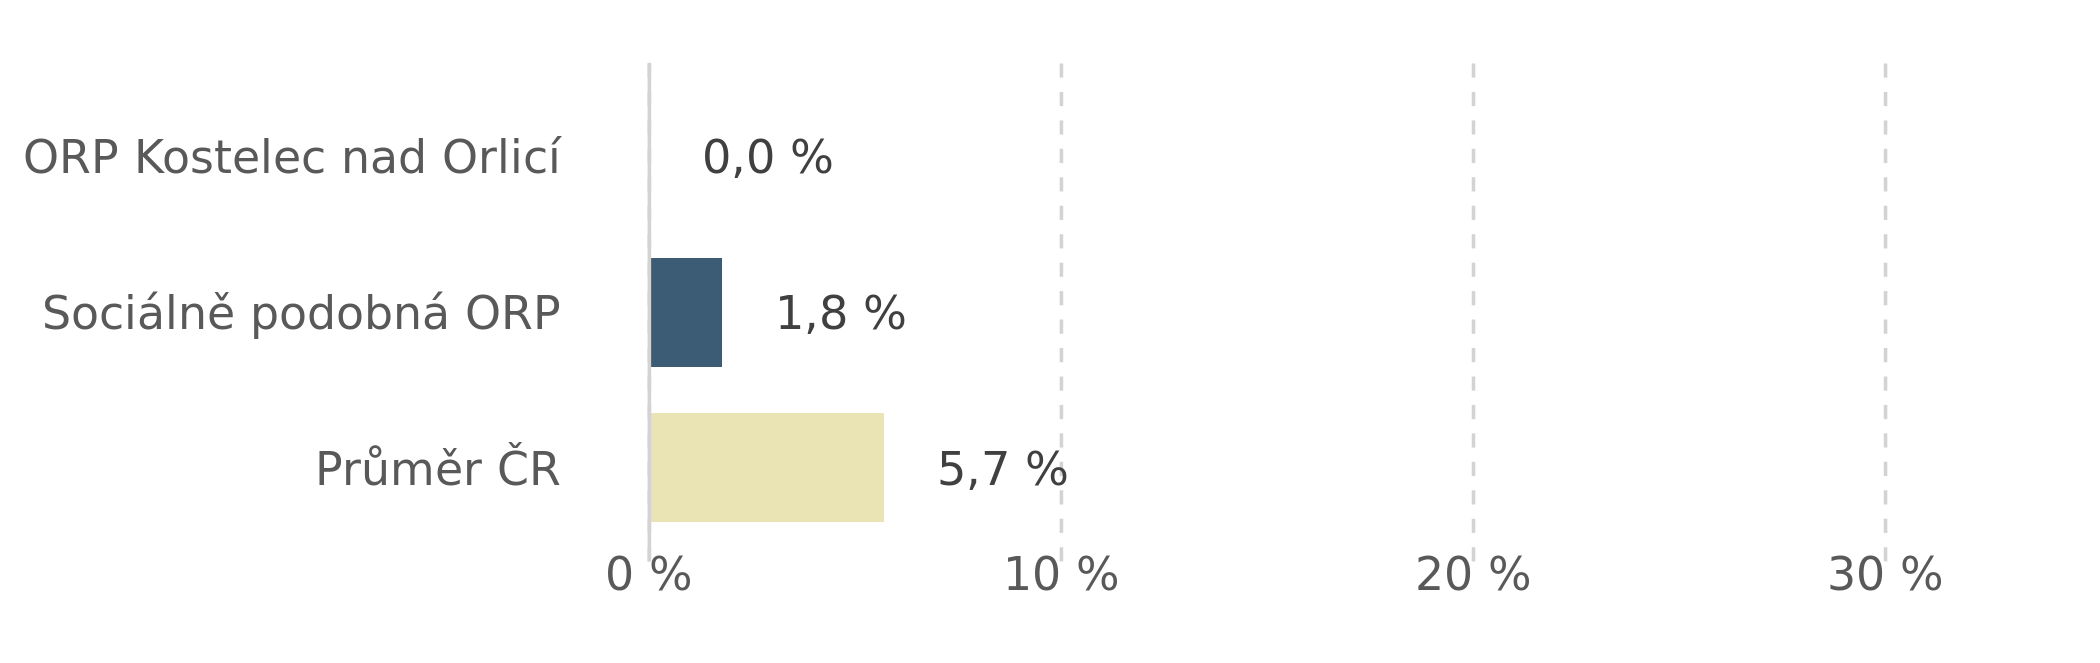 ORP Kostelec nad Orlicí 0,0 %
Sociálně podobná ORP 1,8 %
Průměr ČR 5,7 %
0 % 10 % 20 % 30 %